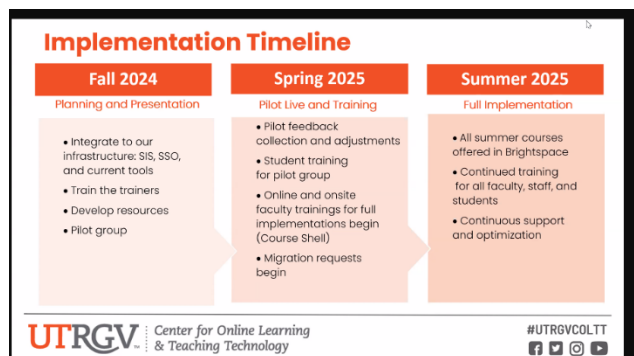 Implementation Timeline
Fall 2024
Planning and Presentation
• Integrate to our
infrastructure: SIS, SSO,
and current tools
• Train the trainers
• Develop resources
• Pilot group
Spring 2025
Pilot Live and Training
• Pilot feedback
collection and adjustments
• Student training
for pilot group
• Online and onsite
faculty trainings for full
implementations begin
(Course Shell)
• Migration requests
begin
Summer 2025
Full Implementation
• All summer courses
offered in Brightspace
• Continued training
for all faculty, staff, and
students
• Continuous support
and optimization
UTRGV
Center for Online Learning
& Teaching Technology
#UTRGVCOLTT